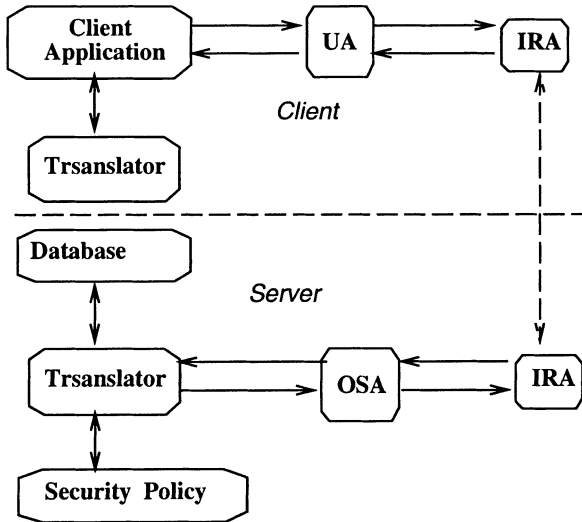 Client
Application
UA
IRA
Client
Trsanslator
Database
Server
Trsanslator
OSA
IRA
Security Policy